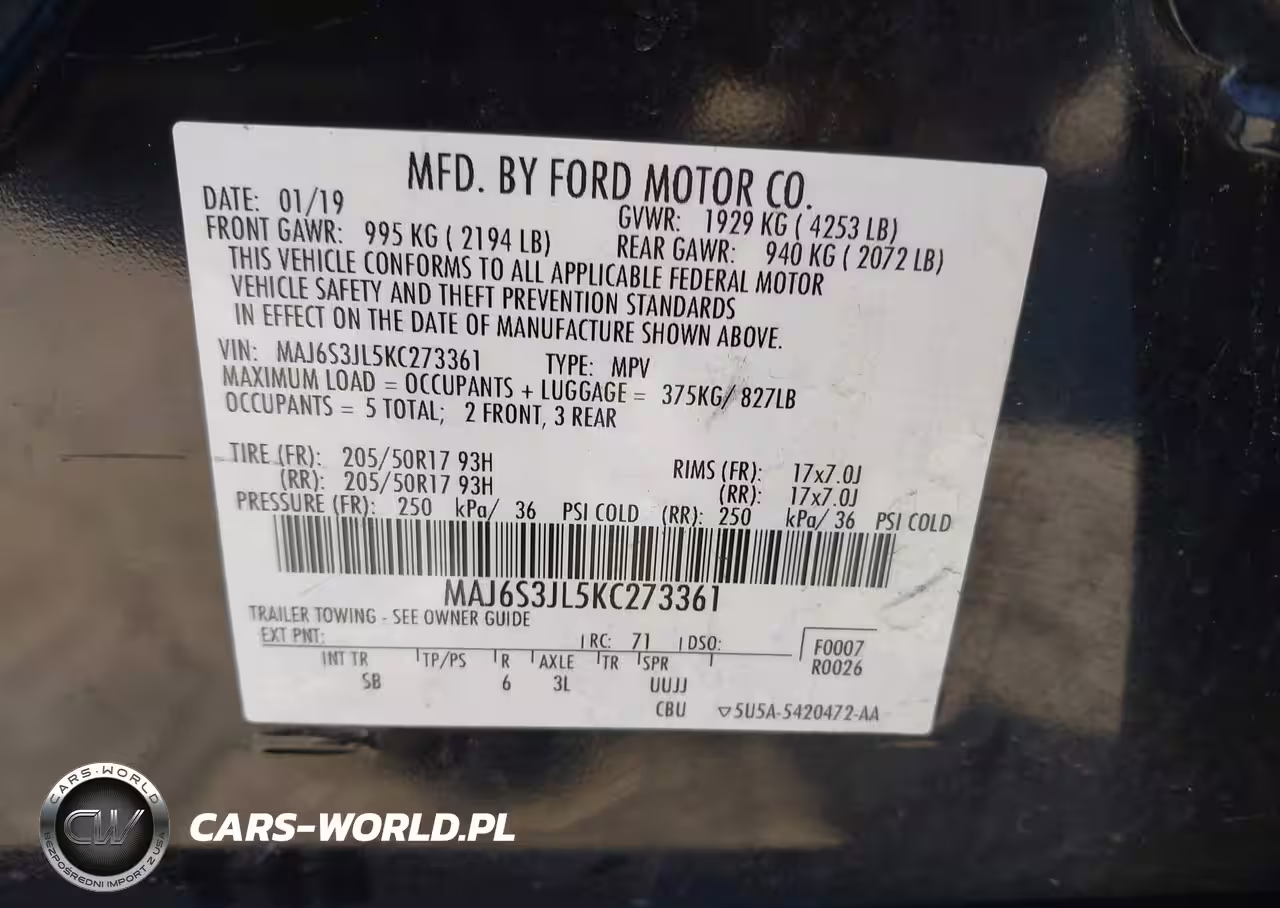 MFD. BY FORD MOTOR CO.
DATE: 01/19 GVWR: 1929 KG ( 4253 LB)
FRONT GAWR: 995 KG ( 2194 LB) REAR GAWR: 940 KG ( 2072 LB)
THIS VEHICLE CONFORMS TO ALL APPLICABLE FEDERAL MOTOR
VEHICLE SAFETY AND THEFT PREVENTION STANDARDS
IN EFFECT ON THE DATE OF MANUFACTURE SHOWN ABOVE.
VIN: MAJ6S3JL5KC273361 TYPE: MPV
MAXIMUM LOAD = OCCUPANTS + LUGGAGE = 375KG/ 827LB
OCCUPANTS = 5 TOTAL; 2 FRONT, 3 REAR
TIRE (FR): 205/50R17 93H RIMS (FR): 17x7.0J
(RR): 205/50R17 93H (RR): 17x7.0J
PRESSURE (FR): 250 kPa/ 36 PSI COLD (RR): 250 kPa/ 36 PSI COLD
MAJ6S3JL5KC273361
TRAILER TOWING - SEE OWNER GUIDE
EXT PNT: RC: 71 DSO: F0007
INT TR TP/PS R AXLE TR SPR R0026
SB 6 3L UUJJ
CBU 5U5A-5420472-AA
CARS-WORLD
CW
BEZPOŚREDNI IMPORT Z USA
CARS-WORLD.PL